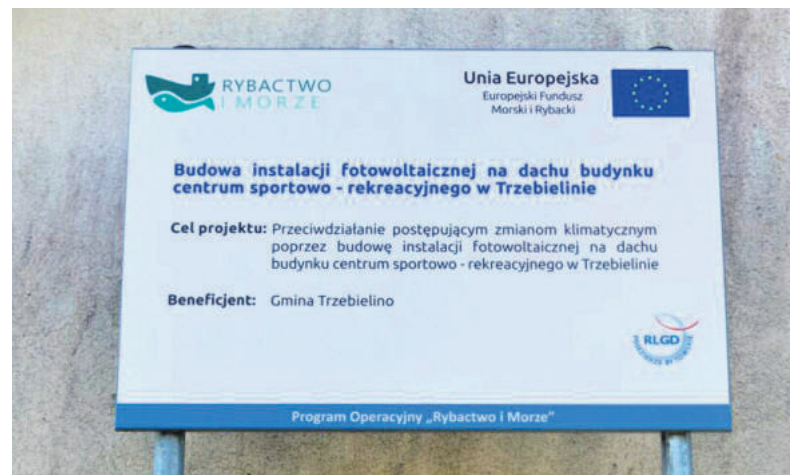 RYBACTWO
I MORZE
Unia Europejska
Europejski Fundusz
Morski i Rybacki
Budowa instalacji fotowoltaicznej na dachu budynku
centrum sportowo - rekreacyjnego w Trzebielinie
Cel projektu: Przeciwdziałanie postępującym zmianom klimatycznym
poprzez budowę instalacji fotowoltaicznej na dachu
budynku centrum sportowo - rekreacyjnego w Trzebielinie
Beneficjent: Gmina Trzebielino
RLGD
Program Operacyjny „Rybactwo i Morze”